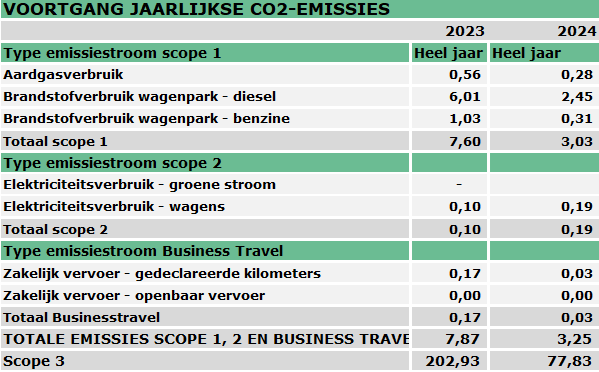 VOORTGANG JAARLIJKSE CO2-EMISSIES
2023 2024
Type emissiestroom scope 1 Heel jaar Heel jaar
Aardgasverbruik 0,56 0,28
Brandstofverbruik wagenpark - diesel 6,01 2,45
Brandstofverbruik wagenpark - benzine 1,03 0,31
Totaal scope 1 7,60 3,03
Type emissiestroom scope 2
Elektriciteitsverbruik - groene stroom -
Elektriciteitsverbruik - wagens 0,10 0,19
Totaal scope 2 0,10 0,19
Type emissiestroom Business Travel
Zakelijk vervoer - gedeclareerde kilometers 0,17 0,03
Zakelijk vervoer - openbaar vervoer 0,00 0,00
Totaal Businesstravel 0,17 0,03
TOTALE EMISSIES SCOPE 1, 2 EN BUSINESS TRAVE 7,87 3,25
Scope 3 202,93 77,83